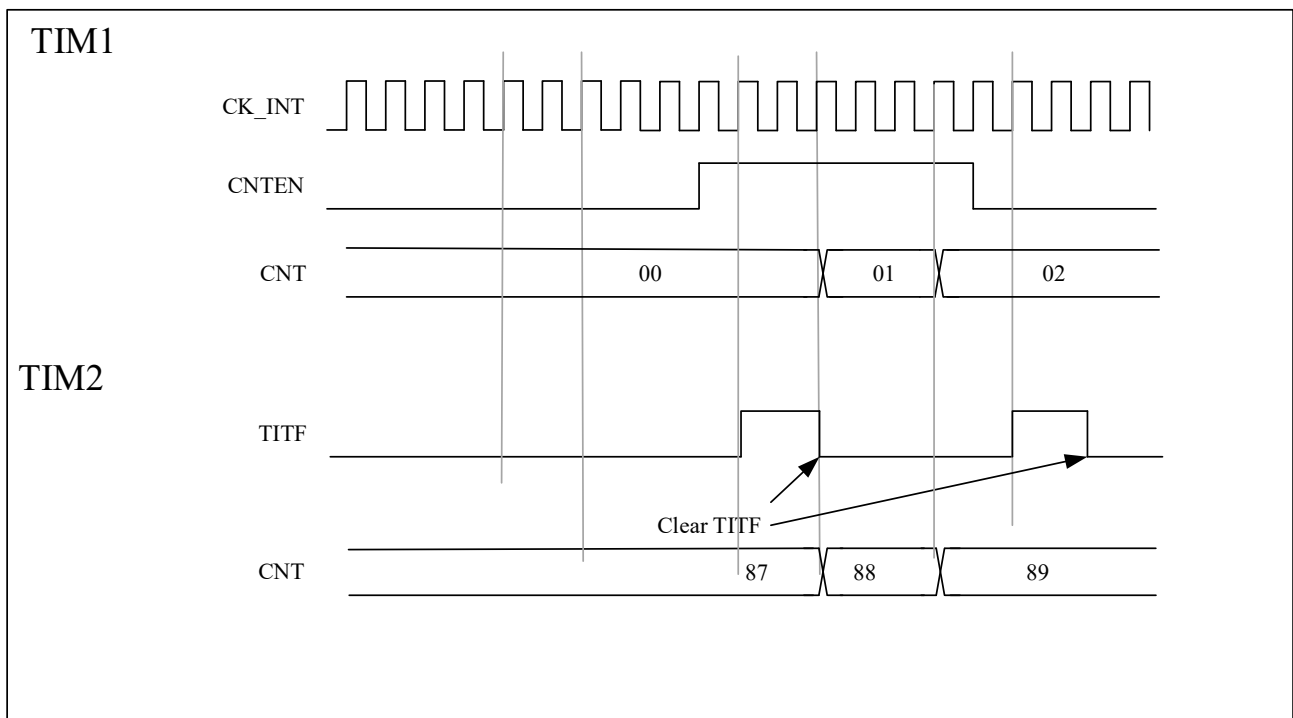 TIM1
CK_INT
CNTEN
CNT
00
01
02
TIM2
TITF
Clear TITF
CNT
87
88
89